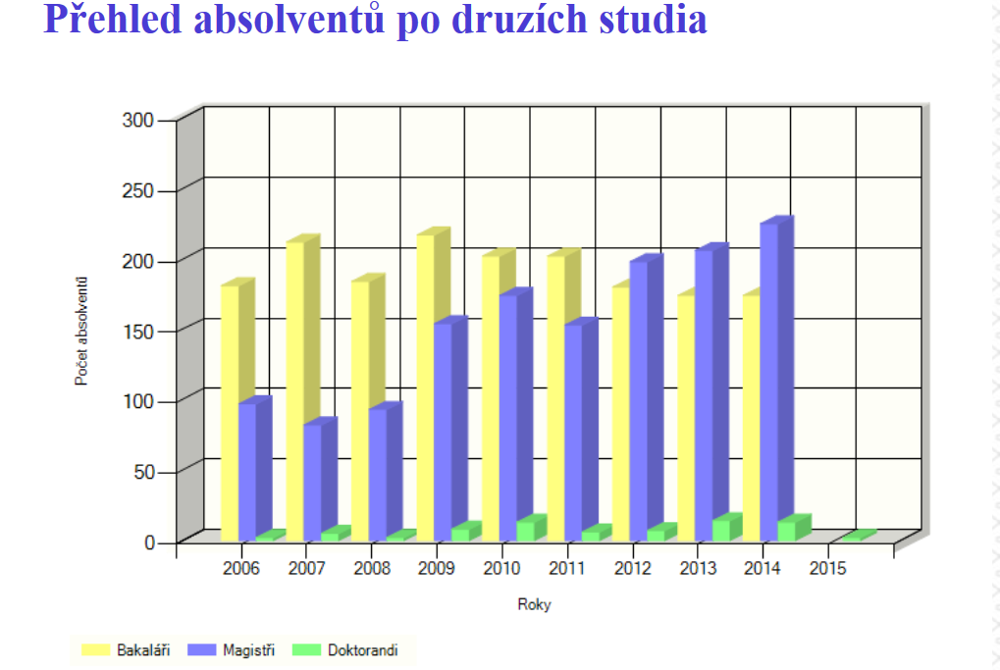 Přehled absolventů po druzích studia
300
250
200
150
100
50
0
Počet absolventů
2006 2007 2008 2009 2010 2011 2012 2013 2014 2015
Roky
Bakaláři Magistři Doktorandi